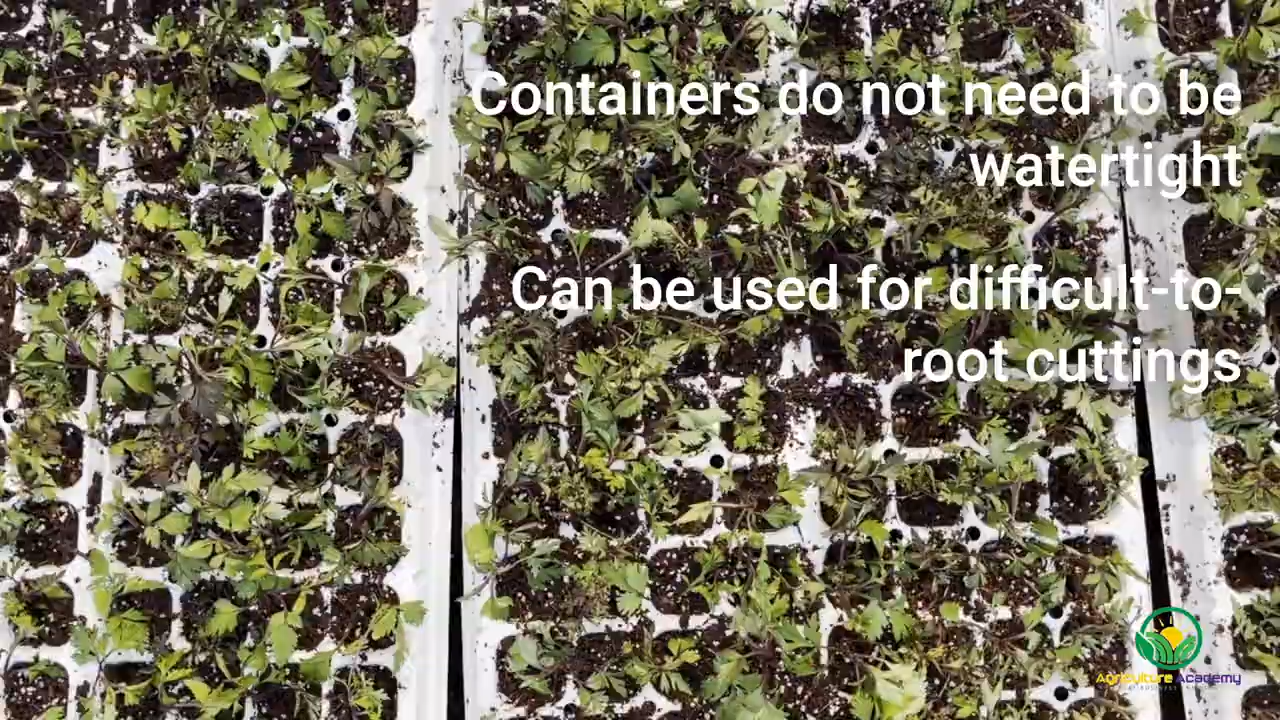 Containers do not need to be
watertight
Can be used for difficult-to-
root cuttings
Agriculture Academy